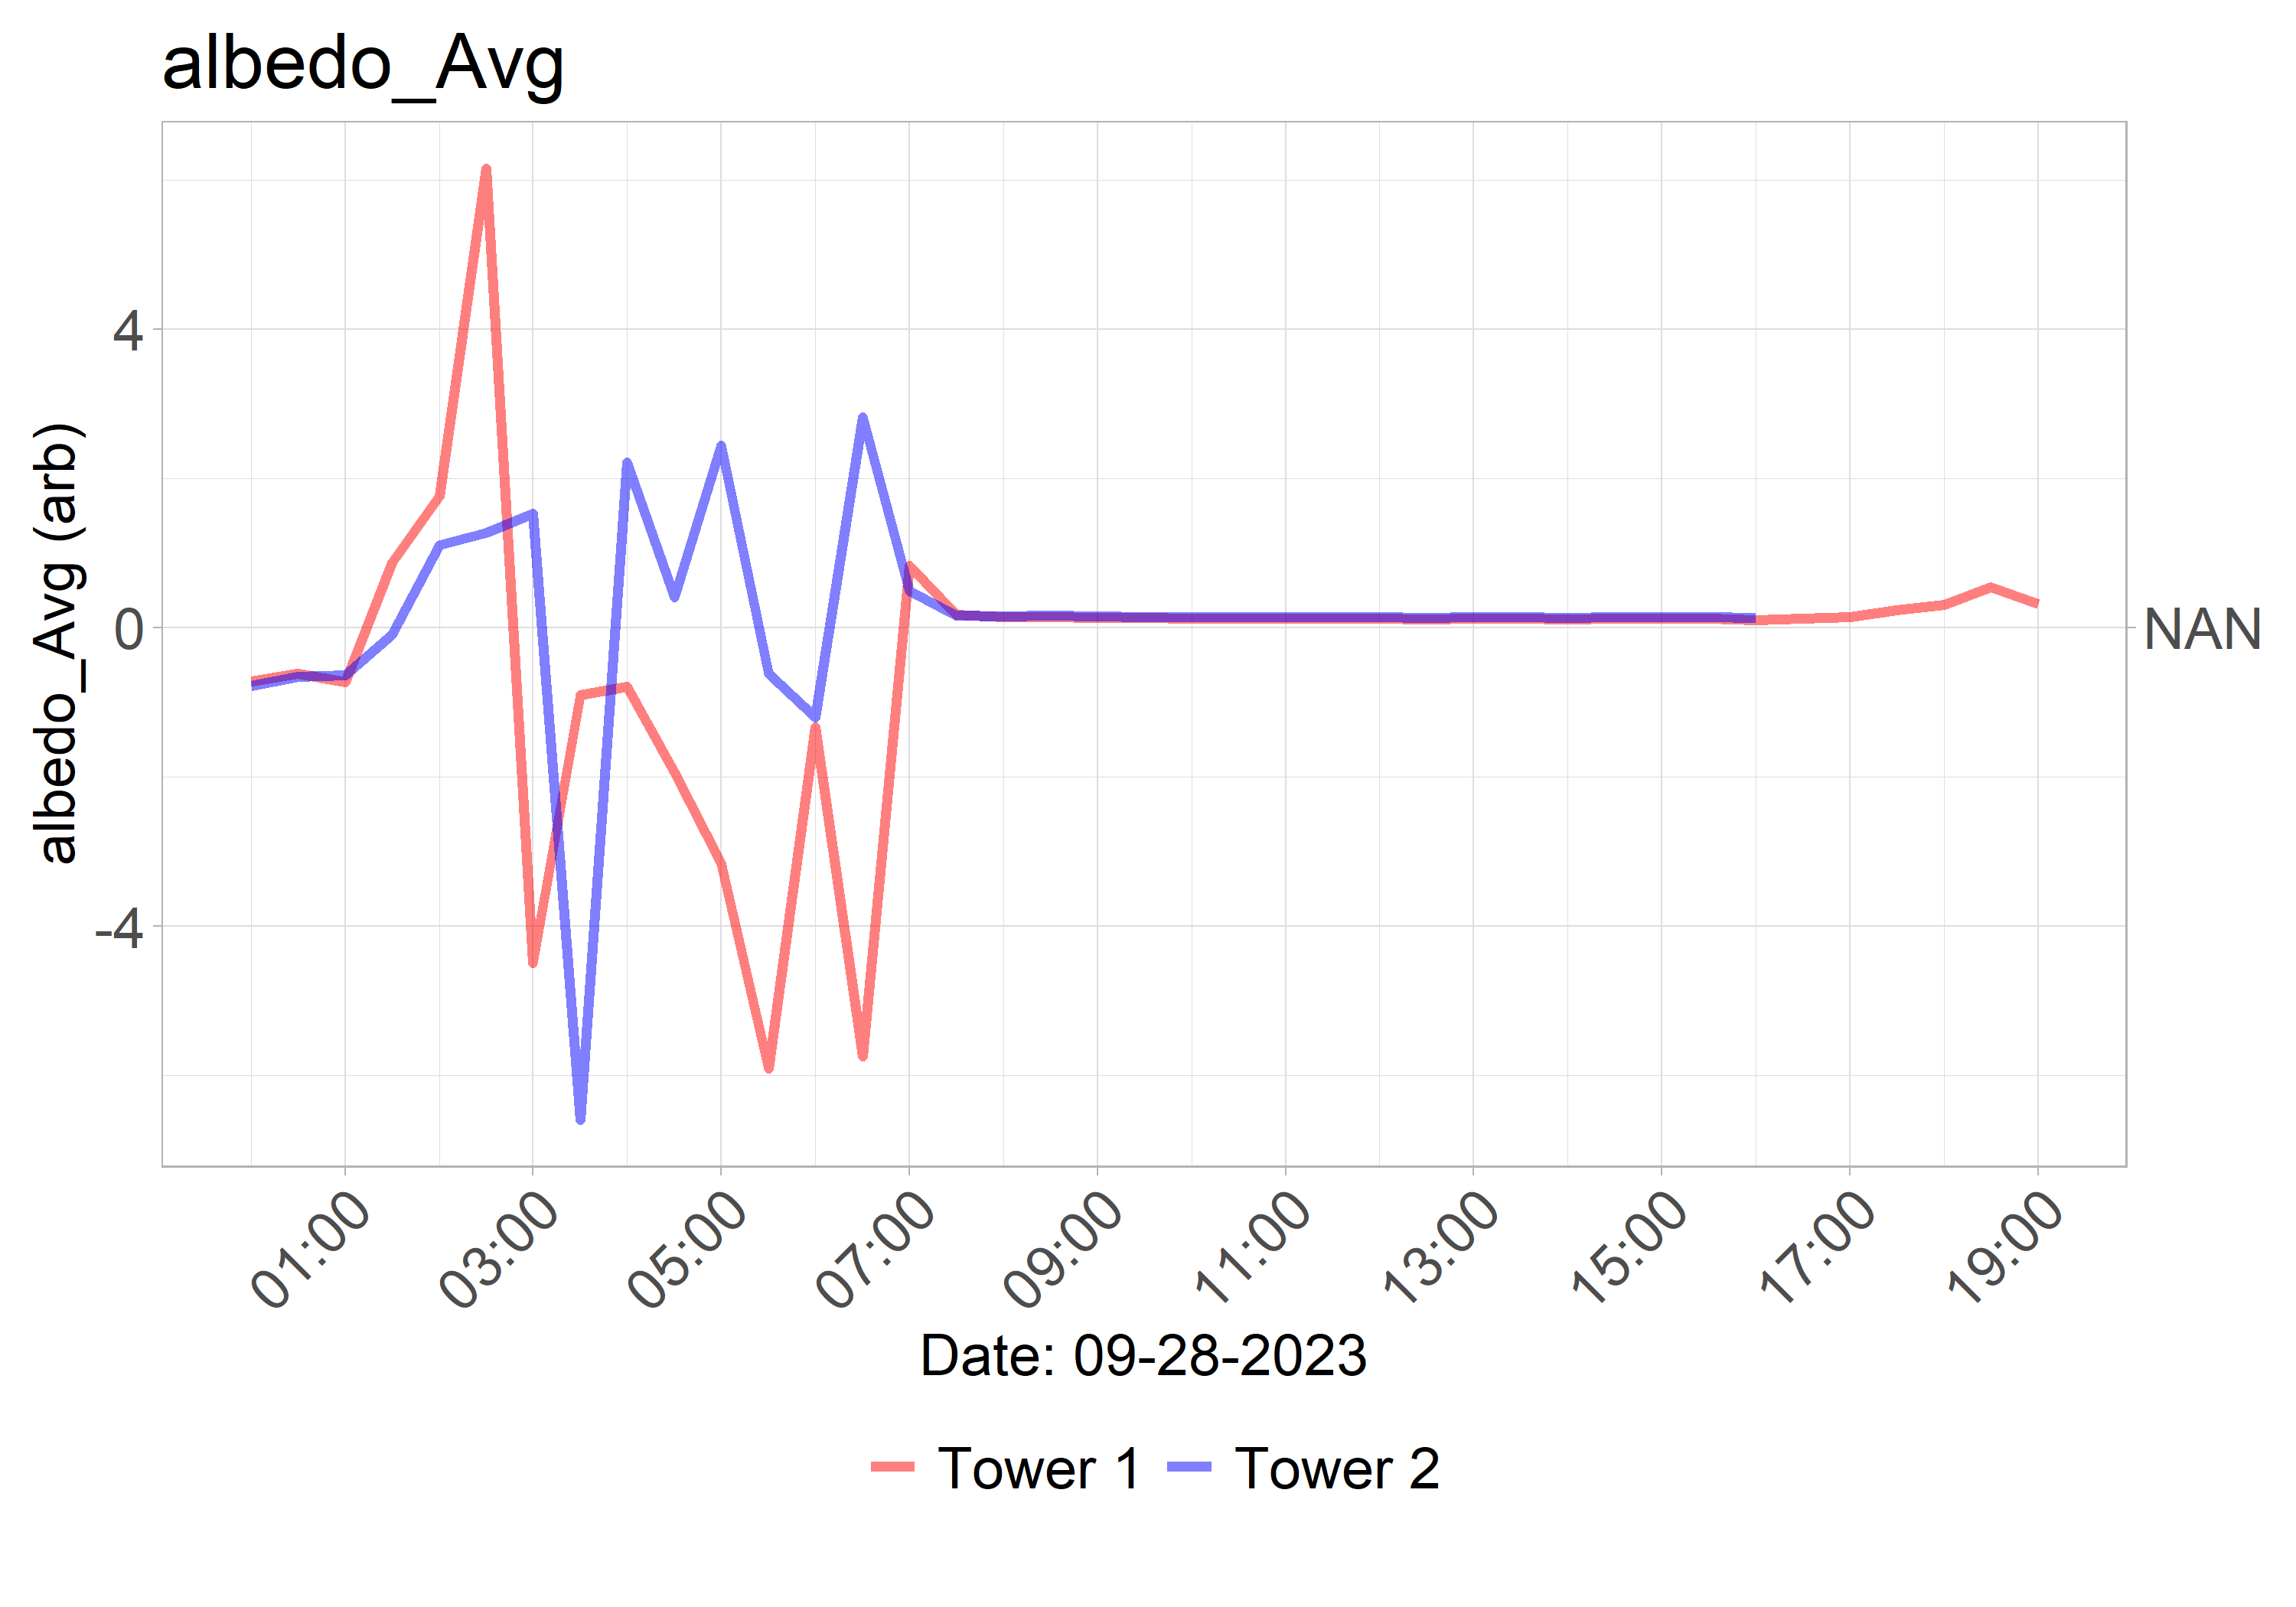 albedo_Avg
albedo_Avg (arb)
4
0
-4
NAN
01:00 03:00 05:00 07:00 09:00 11:00 13:00 15:00 17:00 19:00
Date: 09-28-2023
Tower 1 Tower 2